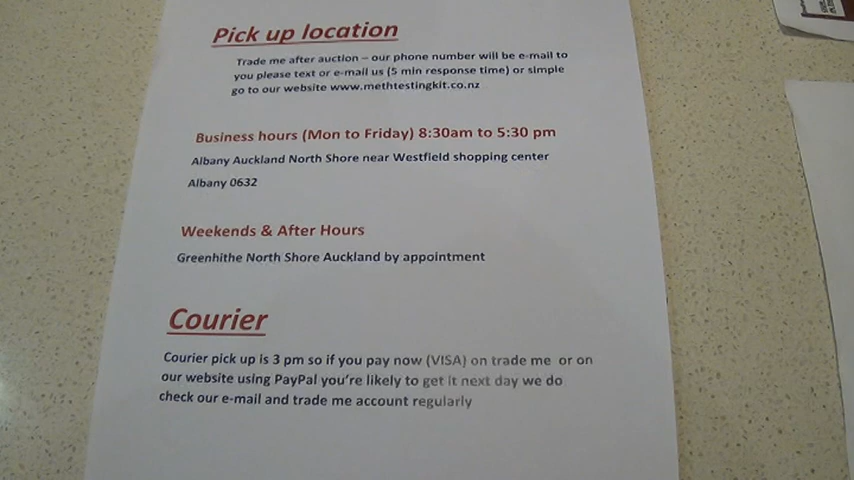 Pick up location
Trade me after auction – our phone number will be e-mail to
you please text or e-mail us (5 min response time) or simple
go to our website www.methtestingkit.co.nz
Business hours (Mon to Friday) 8:30am to 5:30 pm
Albany Auckland North Shore near Westfield shopping center
Albany 0632
Weekends & After Hours
Greenhithe North Shore Auckland by appointment
Courier
Courier pick up is 3 pm so if you pay now (VISA) on trade me or on
our website using PayPal you're likely to get it next day we do
check our e-mail and trade me account regularly